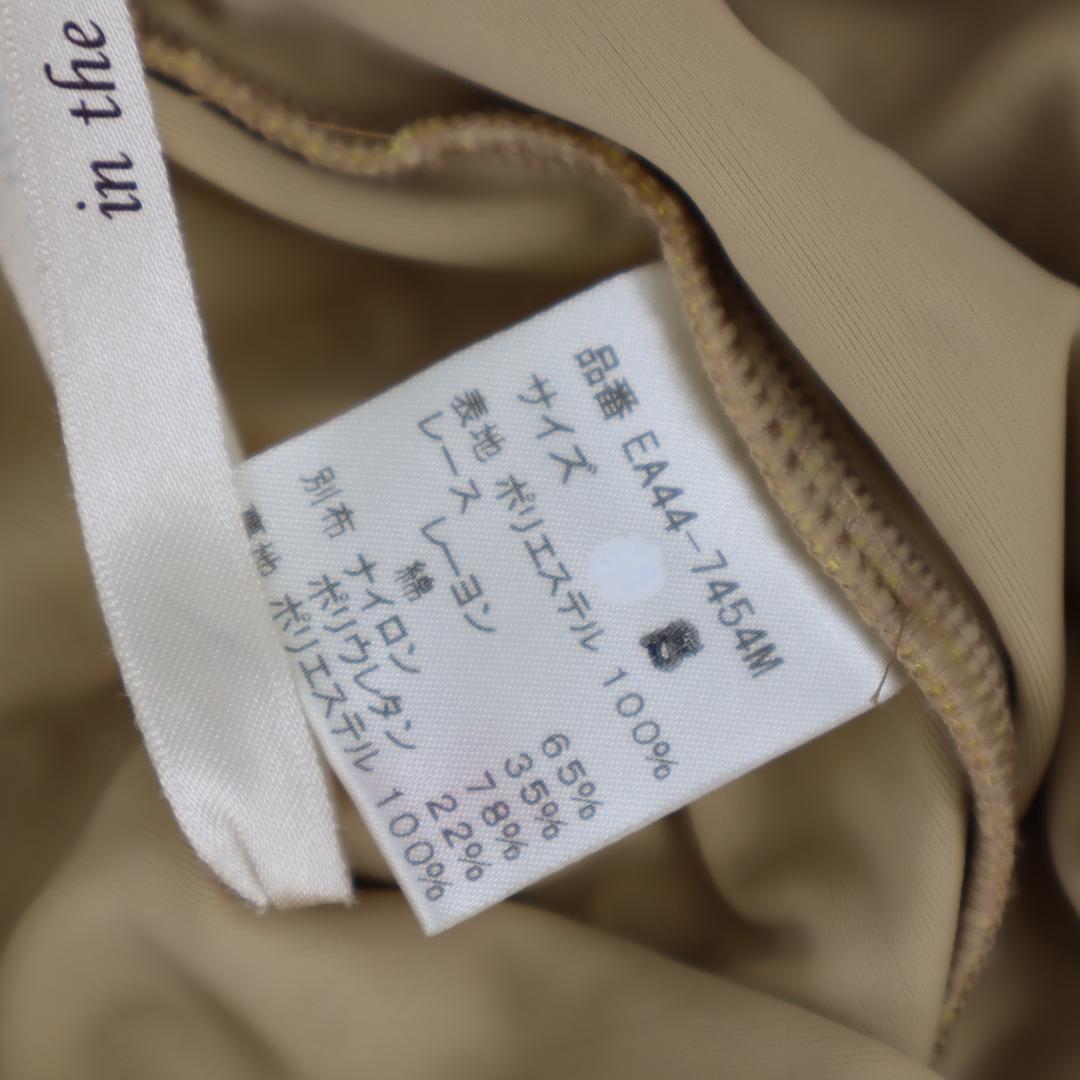 in the
品番 EA44-7454M
サイズ
表地 ポリエステル 100%
レース レーヨン 65%
綿 35%
別布 ナイロン 78%
ポリウレタン 22%
裏地 ポリエステル 100%